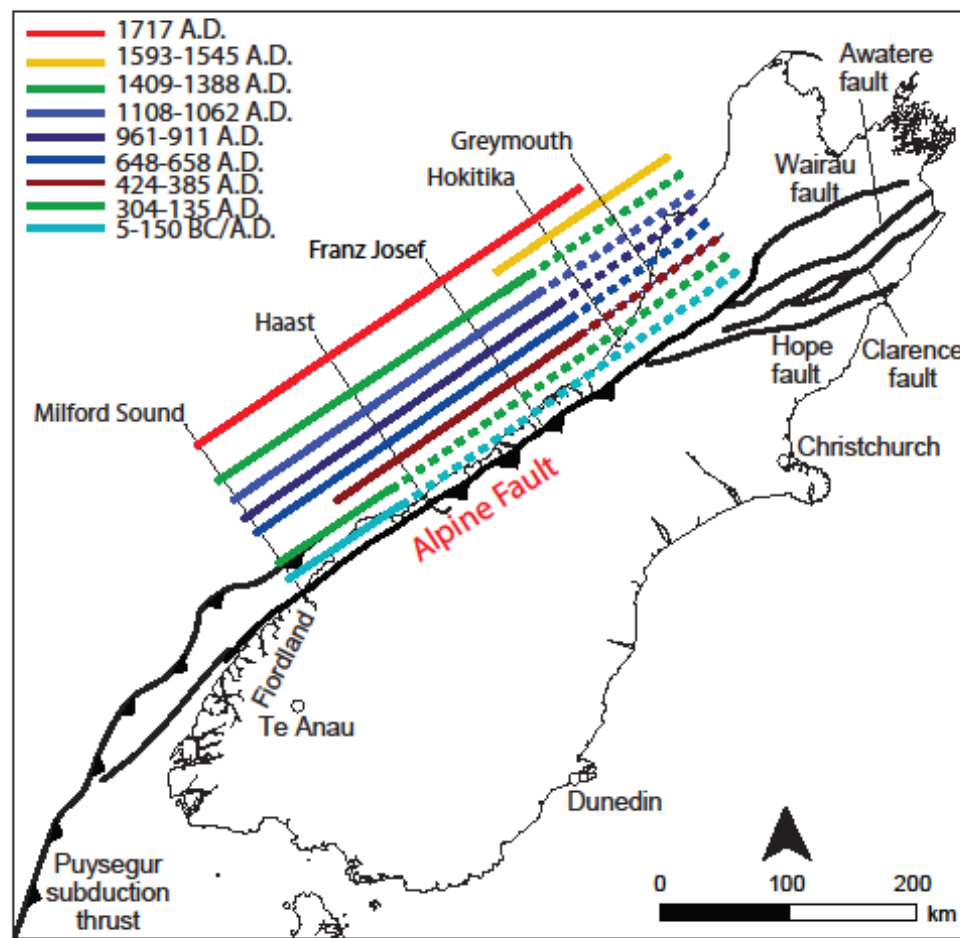 1717 A.D.
1593-1545 A.D.
1409-1388 A.D.
1108-1062 A.D.
961-911 A.D.
648-658 A.D.
424-385 A.D.
304-135 A.D.
5-150 BC/A.D.
Awatere
fault
Greymouth
Hokitika
Wairau
fault
Franz Josef
Haast
Milford Sound
Hope
fault
Clarence
fault
Christchurch
Alpine Fault
Fiordland
Te Anau
Dunedin
Puysegur
subduction
thrust
0 100 200
km